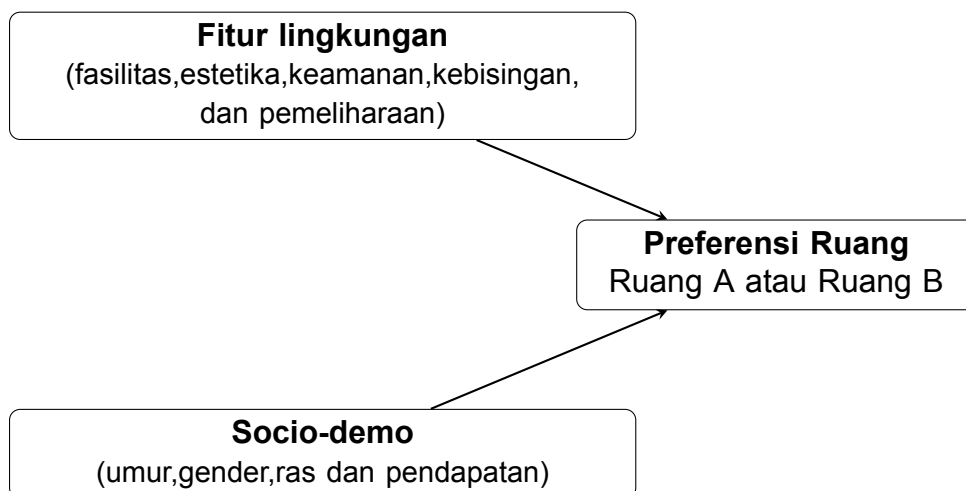 Fitur lingkungan
(fasilitas,estetika,keamanan,kebisingan,
dan pemeliharaan)
Preferensi Ruang
Ruang A atau Ruang B
Socio-demo
(umur,gender,ras dan pendapatan)